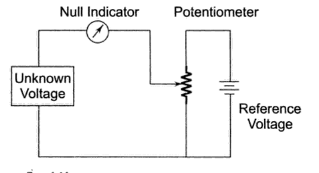 Null Indicator
Potentiometer
Unknown
Voltage
Reference
Voltage